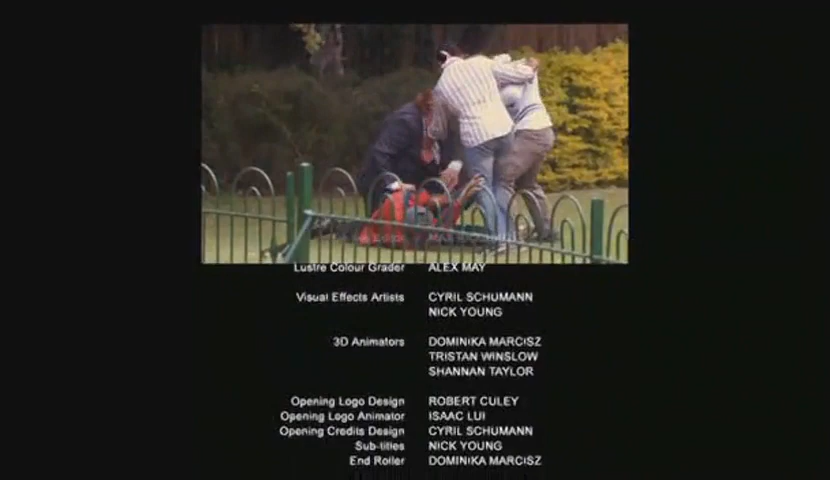 Lustre Colour Grader ALEX MAY
Visual Effects Artists CYRIL SCHUMANN
NICK YOUNG
3D Animators DOMINIKA MARCISZ
TRISTAN WINSLOW
SHANNAN TAYLOR
Opening Logo Design ROBERT CULEY
Opening Logo Animator ISAAC LUI
Opening Credits Design CYRIL SCHUMANN
Sub-titles NICK YOUNG
End Roller DOMINIKA MARCISZ